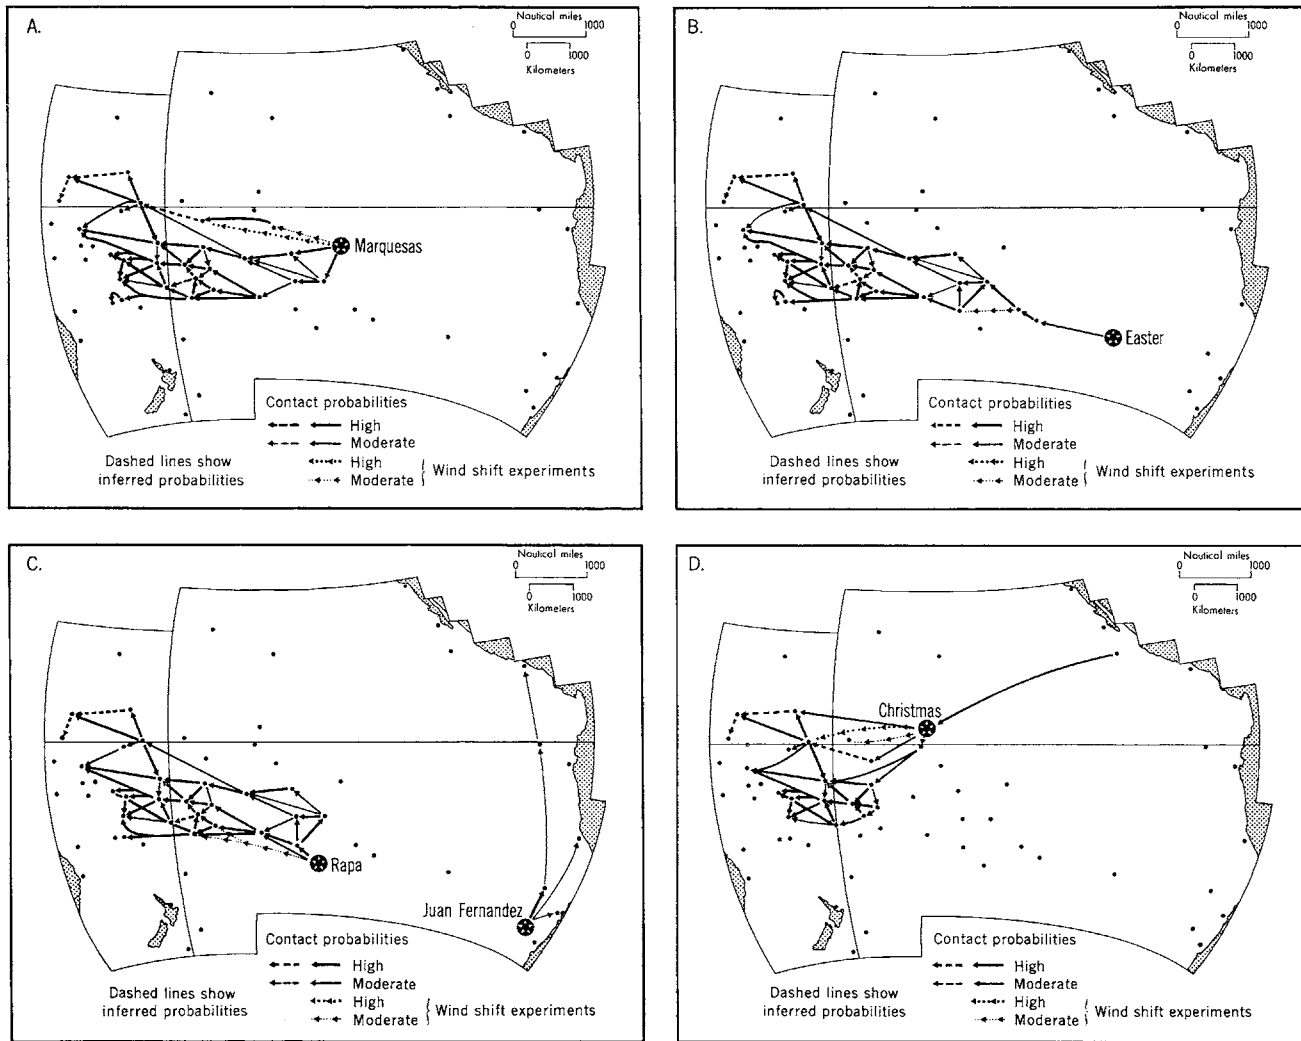 A.
Nautical miles
0 1000
0 1000
Kilometers
Marquesas
Contact probabilities
High
Moderate
Dashed lines show
inferred probabilities
High
Moderate
Wind shift experiments
B.
Nautical miles
0 1000
0 1000
Kilometers
Easter
Contact probabilities
High
Moderate
Dashed lines show
inferred probabilities
High
Moderate
Wind shift experiments
C.
Nautical miles
0 1000
0 1000
Kilometers
Rapa
Juan Fernandez
Contact probabilities
High
Moderate
Dashed lines show
inferred probabilities
High
Moderate
Wind shift experiments
D.
Nautical miles
0 1000
0 1000
Kilometers
Christmas
Contact probabilities
High
Moderate
Dashed lines show
inferred probabilities
High
Moderate
Wind shift experiments